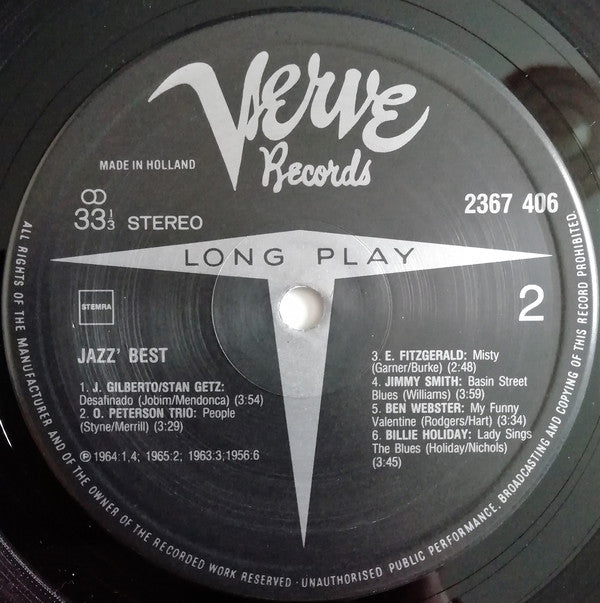 Verve
Records
MADE IN HOLLAND
33⅓ STEREO
2367 406
LONG PLAY
STEMRA
2
JAZZ' BEST
1. J. GILBERTO/STAN GETZ:
Desafinado (Jobim/Mendonca) (3:54)
2. O. PETERSON TRIO: People
(Styne/Merrill) (3:29)
℗ 1964:1,4; 1965:2; 1963:3,1956:6
3. E. FITZGERALD: Misty
(Garner/Burke) (2:48)
4. JIMMY SMITH: Basin Street
Blues (Williams) (3:59)
5. BEN WEBSTER: My Funny
Valentine (Rodgers/Hart) (3:34)
6. BILLIE HOLIDAY: Lady Sings
The Blues (Holiday/Nichols)
(3:45)
ALL RIGHTS OF THE MANUFACTURER AND OF THE OWNER OF THE RECORDED WORK RESERVED · UNAUTHORISED PUBLIC PERFORMANCE, BROADCASTING AND COPYING OF THIS RECORD PROHIBITED.